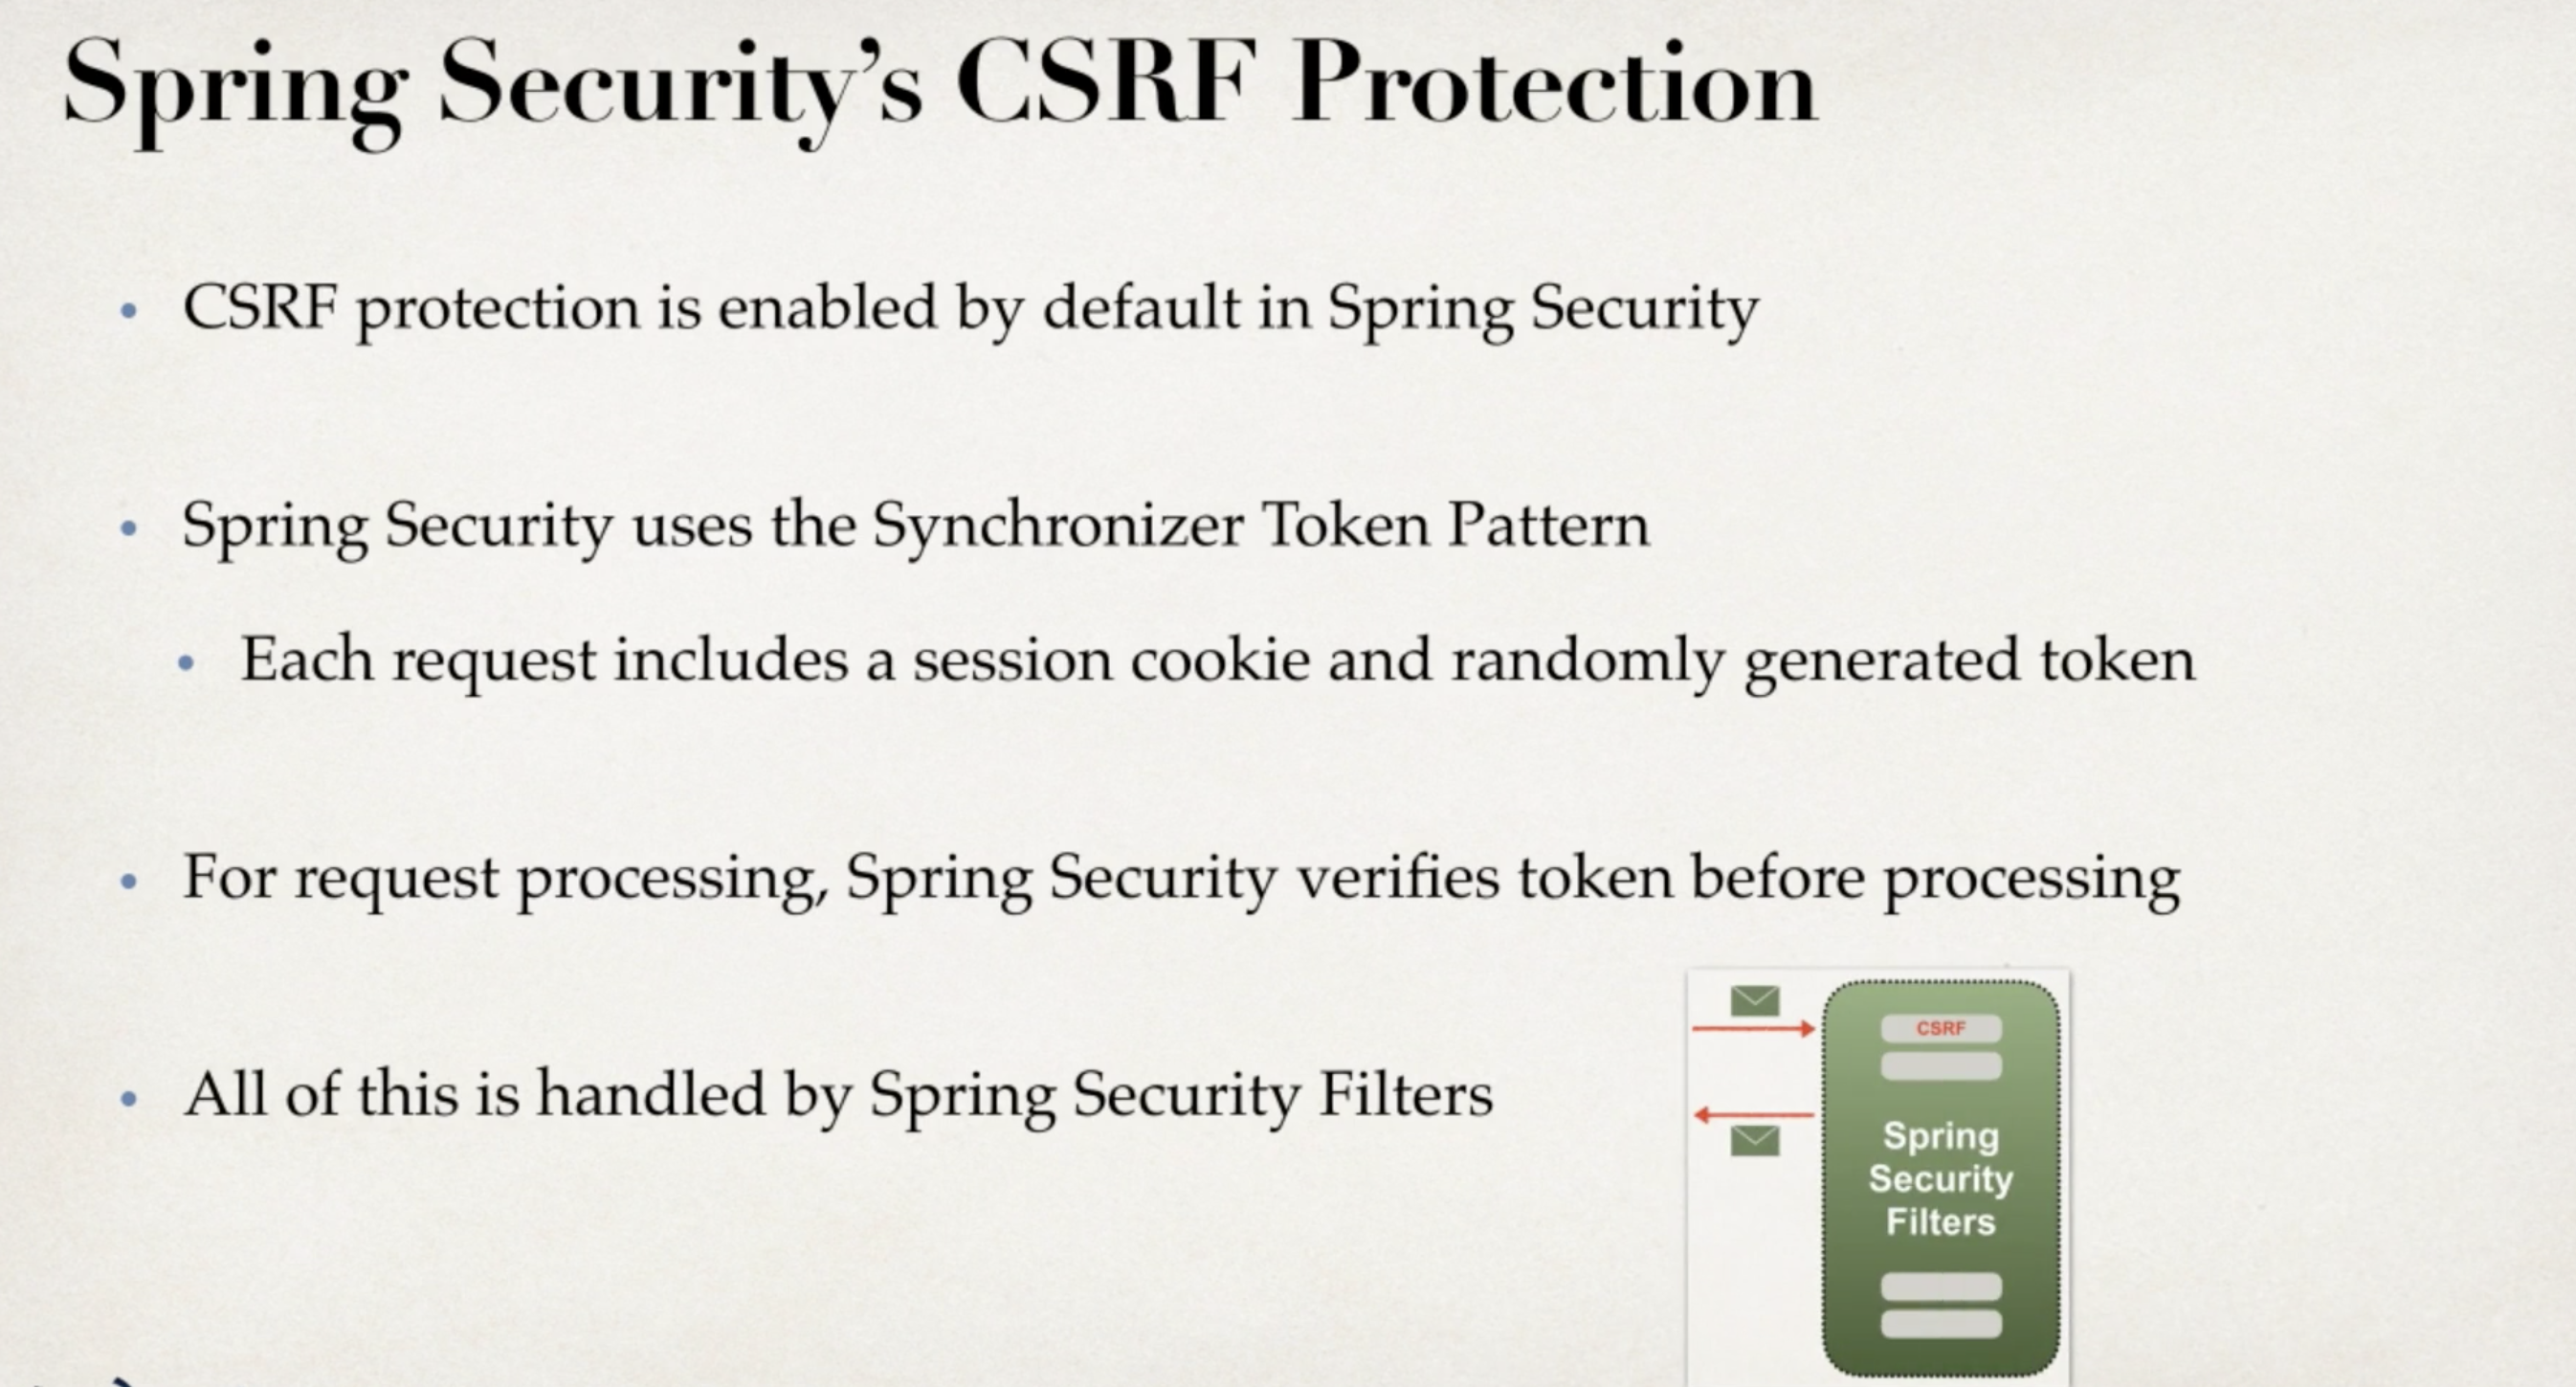 Spring Security’s CSRF Protection
• CSRF protection is enabled by default in Spring Security
• Spring Security uses the Synchronizer Token Pattern
• Each request includes a session cookie and randomly generated token
• For request processing, Spring Security verifies token before processing
• All of this is handled by Spring Security Filters
CSRF
Spring
Security
Filters